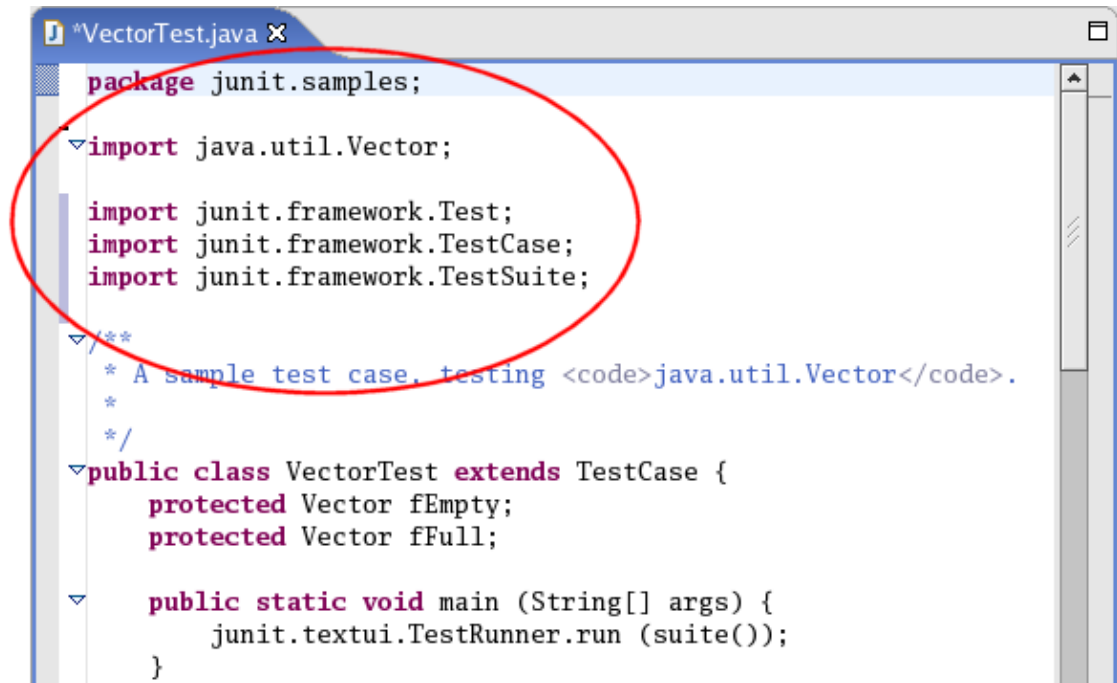 *VectorTest.java
package junit.samples;
import java.util.Vector;
import junit.framework.Test;
import junit.framework.TestCase;
import junit.framework.TestSuite;
/**
* A sample test case, testing <code>java.util.Vector</code>.
*
*/
public class VectorTest extends TestCase {
protected Vector fEmpty;
protected Vector fFull;
public static void main (String[] args) {
junit.textui.TestRunner.run (suite());
}